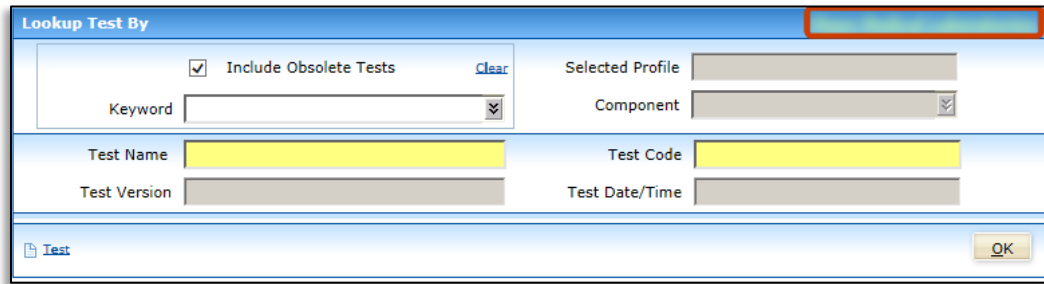 Lookup Test By
Include Obsolete Tests Clear Selected Profile
Keyword Component
Test Name Test Code
Test Version Test Date/Time
Test OK